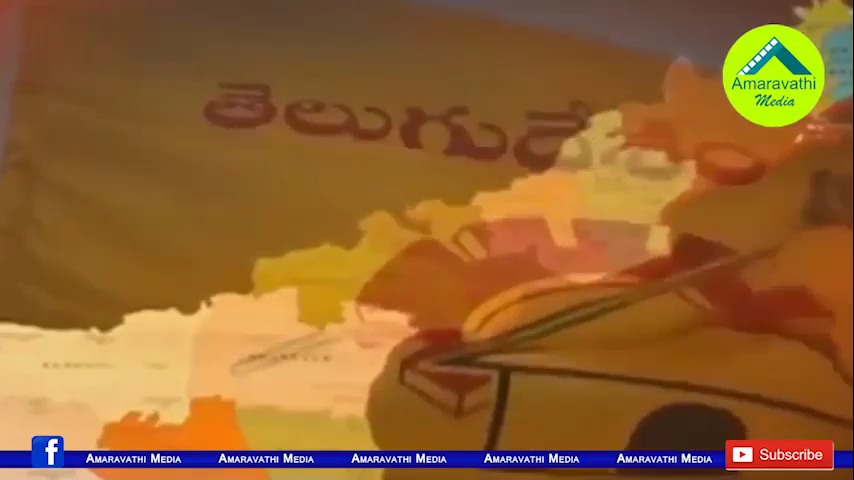 Amaravathi
Media
తెలుగుదేశం
AMARAVATHI MEDIA AMARAVATHI MEDIA AMARAVATHI MEDIA AMARAVATHI MEDIA AMARAVATHI MEDIA
f
Subscribe